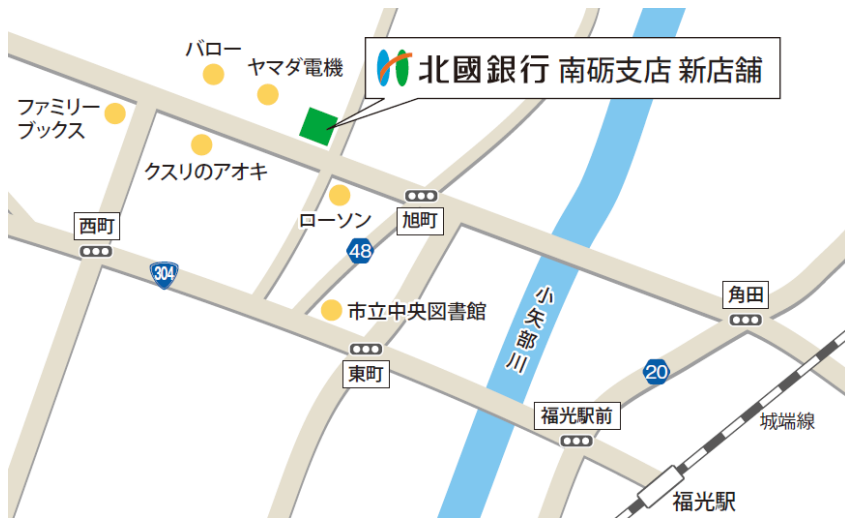 バロー
ヤマダ電機
北國銀行 南砺支店 新店舗
ファミリー
ブックス
クスリのアオキ
ローソン
旭町
西町
48
304
市立中央図書館
小矢部川
角田
東町
20
福光駅前
城端線
福光駅